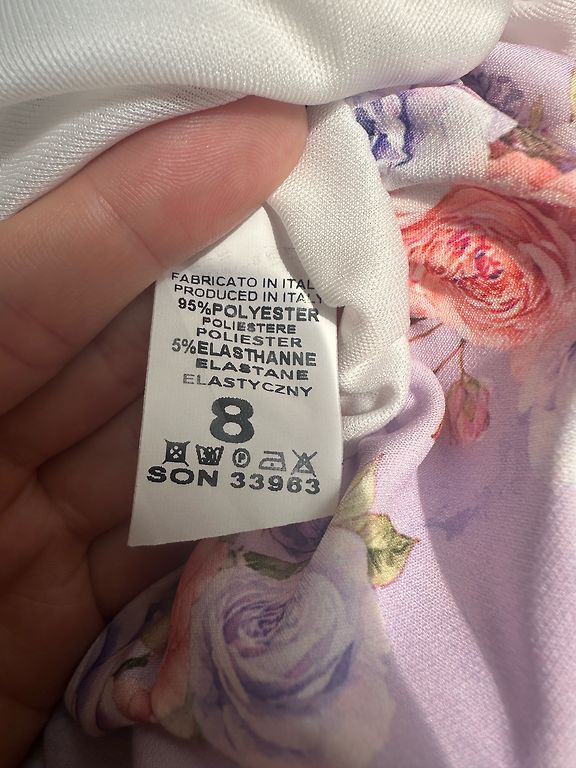 FABRICATO IN ITAL
PRODUCED IN ITALY
95%POLYESTER
POLIESTERE
POLIESTER
5%ELASTHANNE
ELASTANE
ELASTYCZNY
8
P
SON 33963